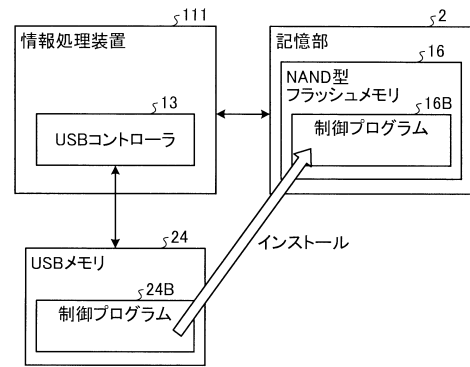 111
情報処理装置
13
USBコントローラ
2
記憶部
16
NAND型
フラッシュメモリ
16B
制御プログラム
インストール
24
USBメモリ
24B
制御プログラム